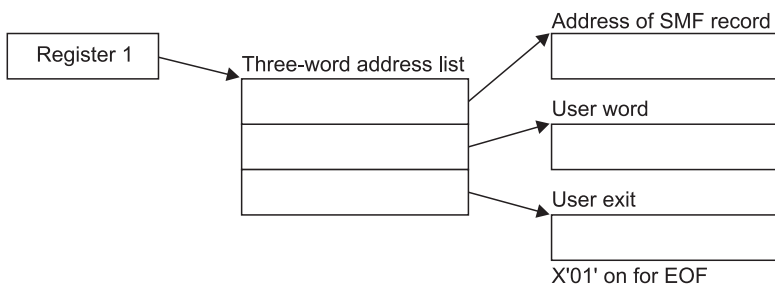 Address of SMF record
Register 1
Three-word address list
User word
User exit
X'01' on for EOF